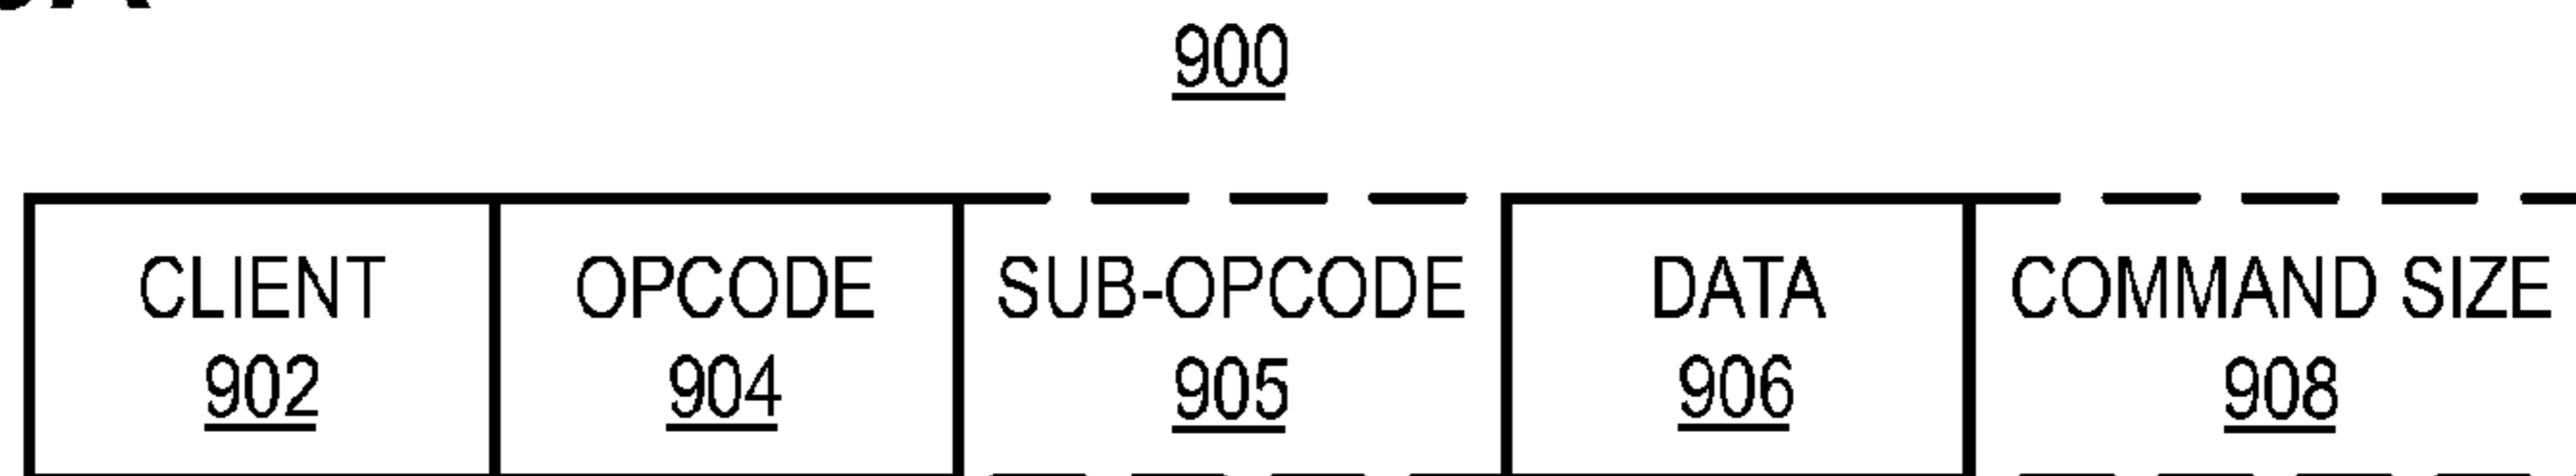 900
CLIENT OPCODE SUB-OPCODE DATA COMMAND SIZE
902 904 905 906 908